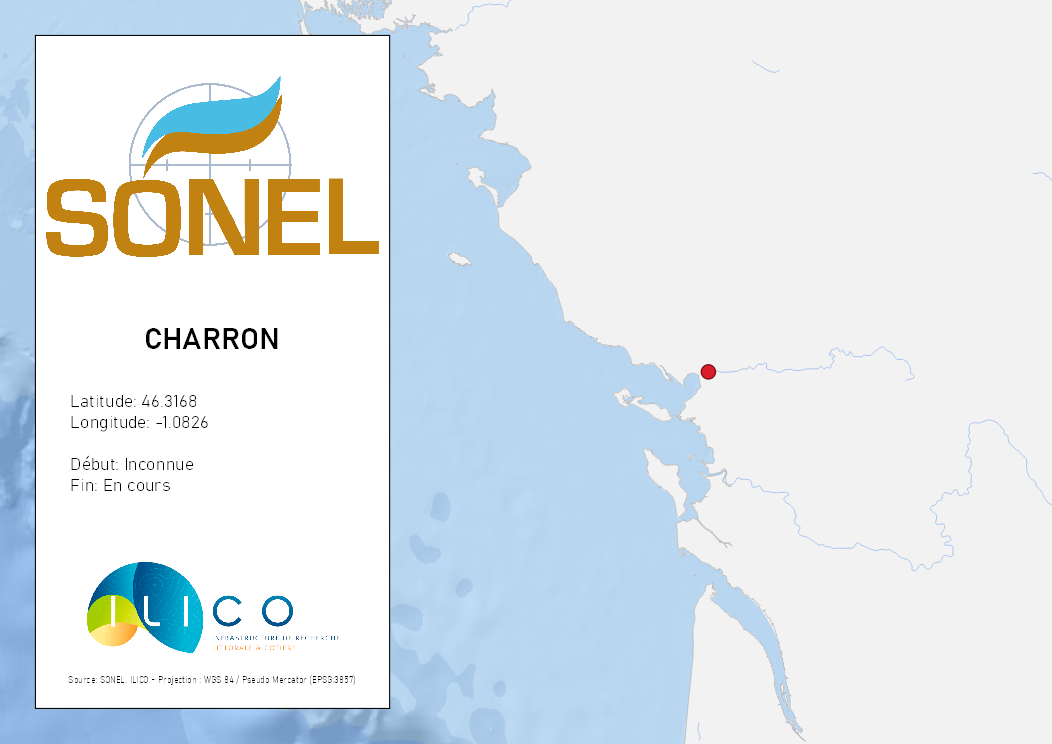 SONEL
CHARRON
Latitude: 46.3168
Longitude: -1.0826
Début: Inconnue
Fin: En cours
ILICO
INFRASTRUCTURE DE RECHERCHE
LITTORALE & CÔTIÈRE
Source: SONEL, ILICO - Projection : WGS 84 / Pseudo Mercator (EPSG:3857)